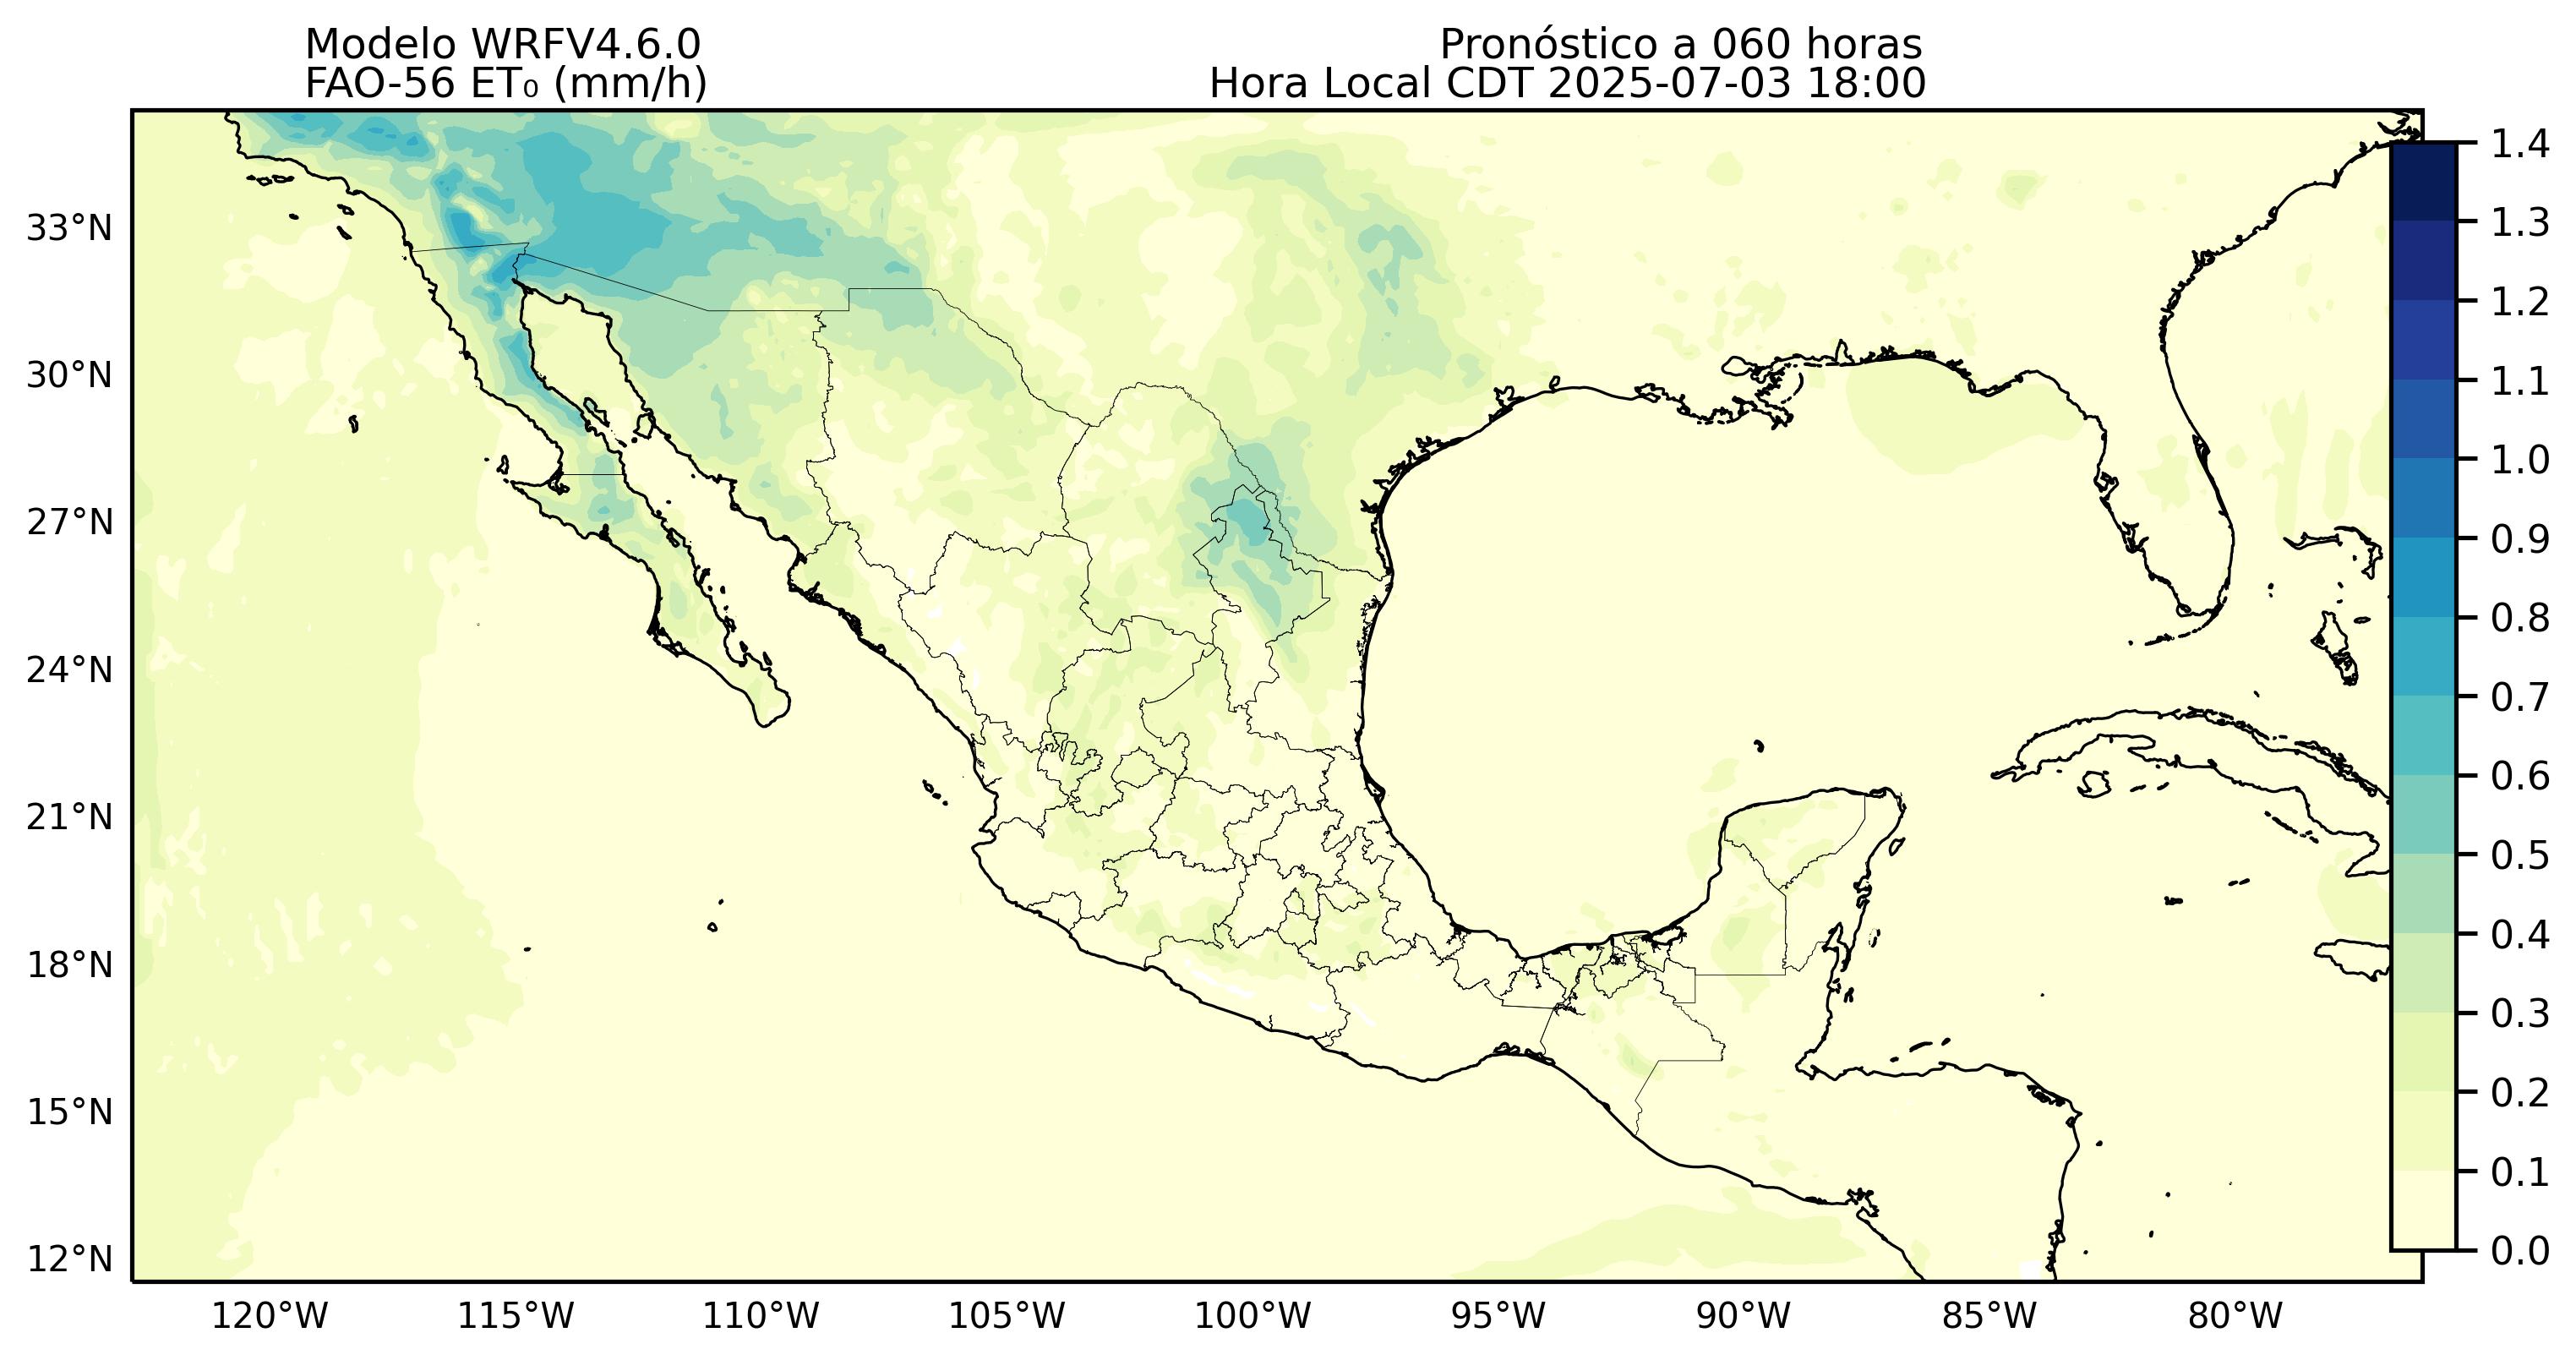 Modelo WRFV4.6.0
FAO-56 ET₀ (mm/h)
Pronóstico a 060 horas
Hora Local CDT 2025-07-03 18:00
33°N
30°N
27°N
24°N
21°N
18°N
15°N
12°N
120°W
115°W
110°W
105°W
100°W
95°W
90°W
85°W
80°W
1.4
1.3
1.2
1.1
1.0
0.9
0.8
0.7
0.6
0.5
0.4
0.3
0.2
0.1
0.0